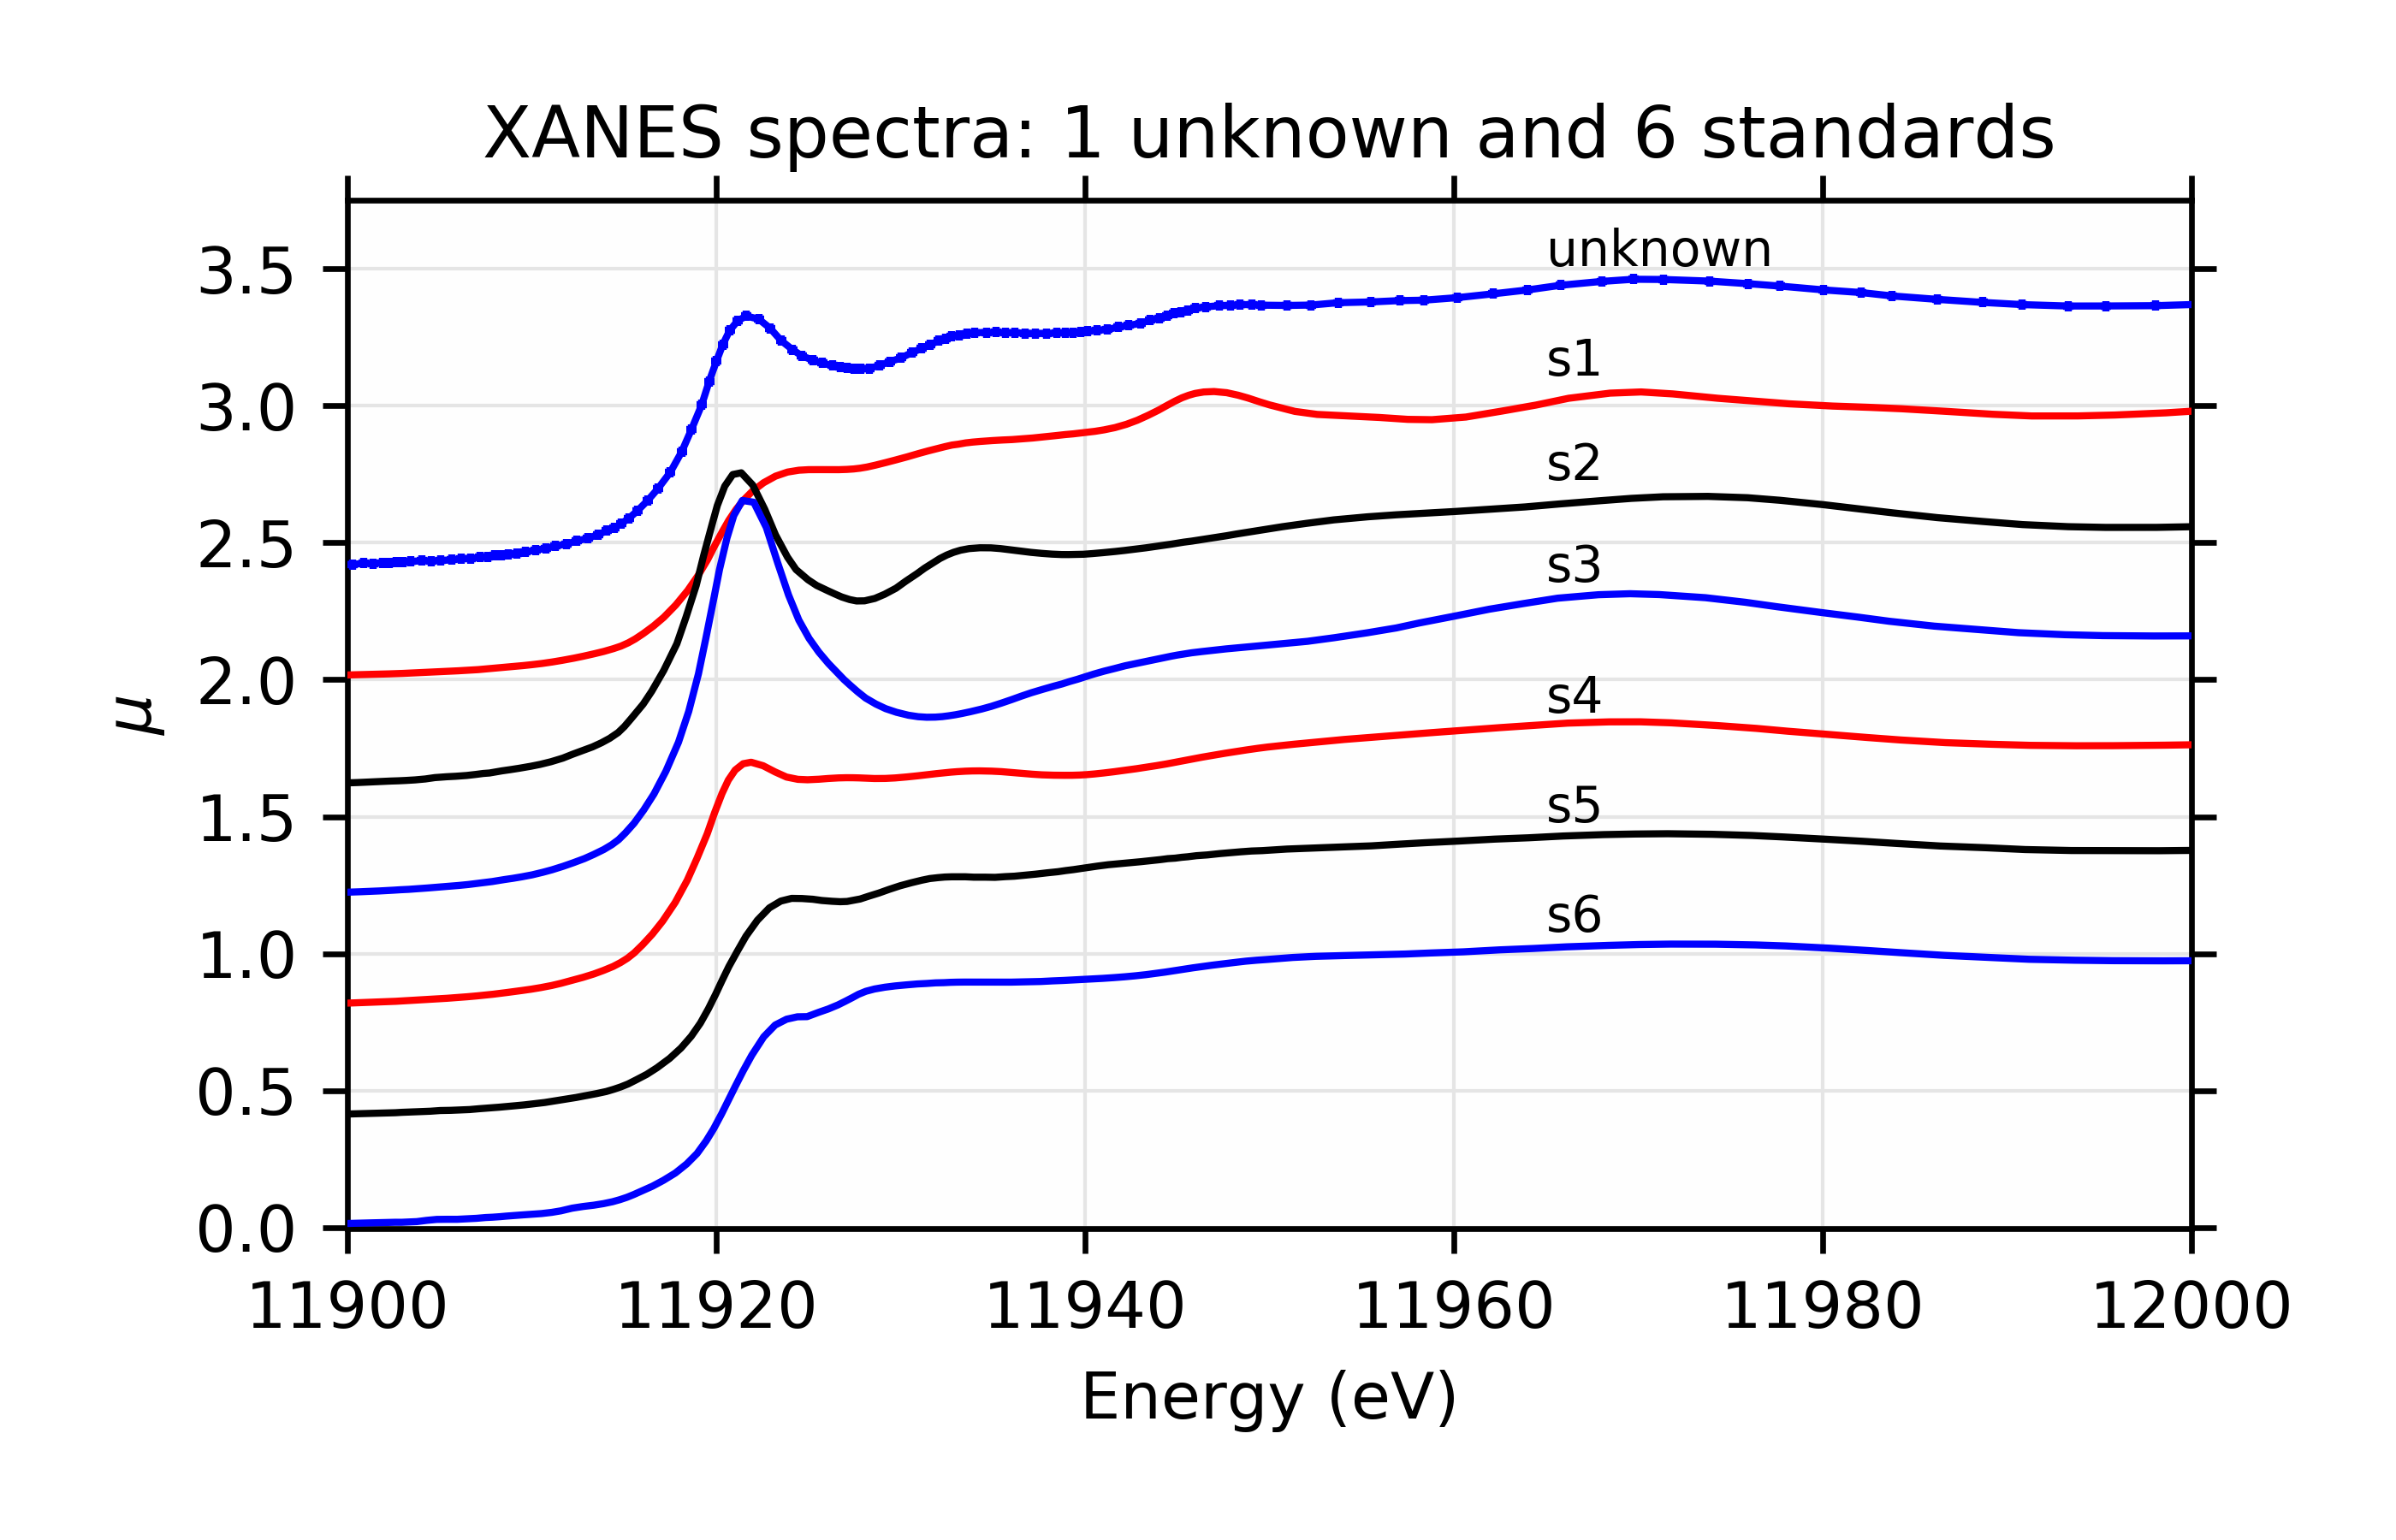 XANES spectra: 1 unknown and 6 standards
unknown
3.5
s1
3.0
s2
2.5
s3
2.0
s4
μ
1.5
s5
1.0
s6
0.5
0.0
11900 11920 11940 11960 11980 12000
Energy (eV)